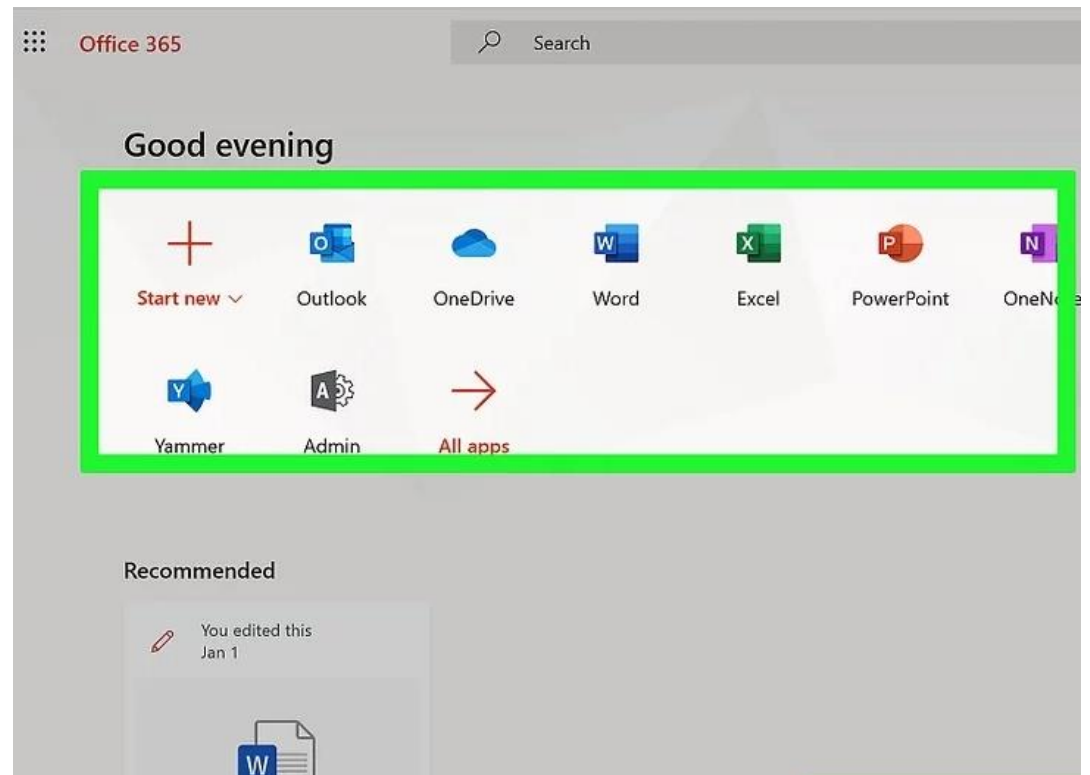 Office 365
Search
Good evening
Start new Outlook OneDrive Word Excel PowerPoint OneNote
Yammer Admin All apps
Recommended
You edited this
Jan 1
W